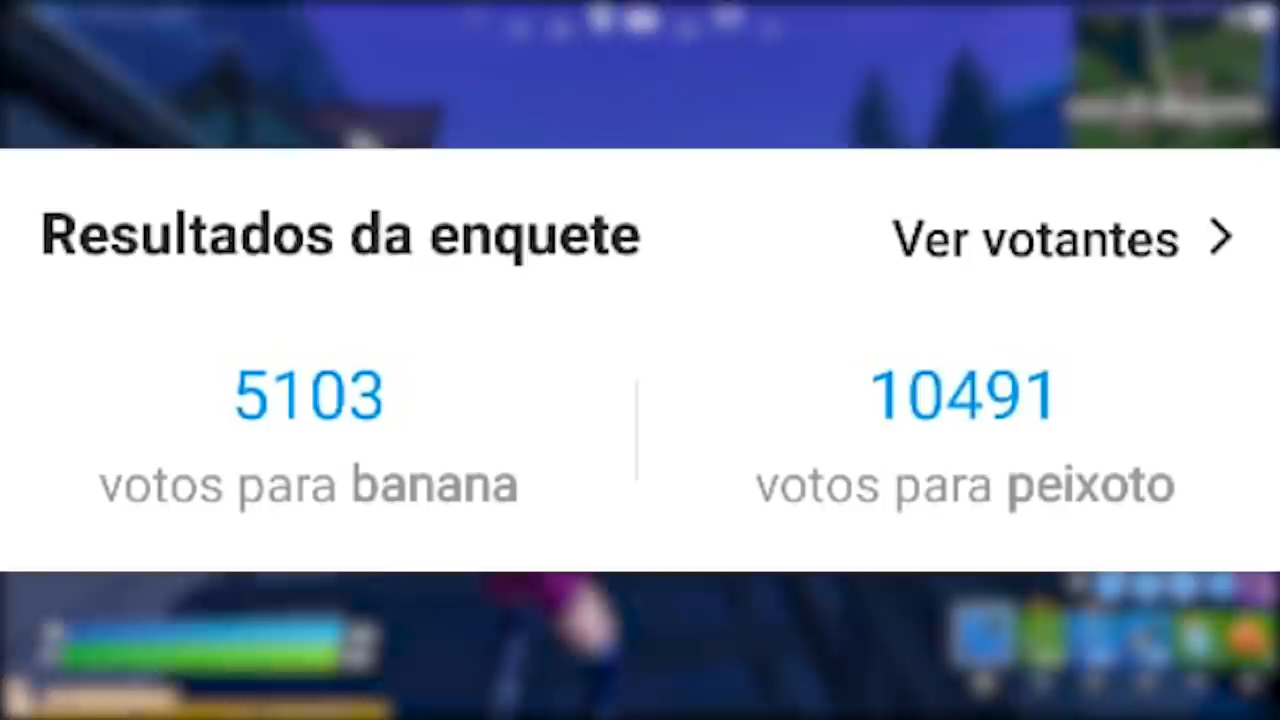 Resultados da enquete
Ver votantes
5103
10491
votos para banana
votos para peixoto